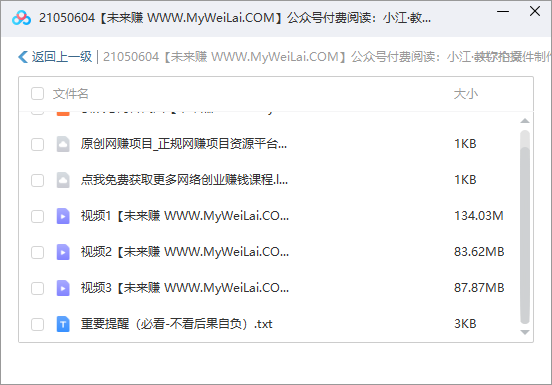 21050604【未来赚 WWW.MyWeiLai.COM】公众号付费阅读：小江·教...
返回上一级 | 21050604【未来赚 WWW.MyWeiLai.COM】公众号付费阅读：小江
文件名 大小
原创网赚项目_正规网赚项目资源平台... 1KB
点我免费获取更多网络创业赚钱课程.l... 1KB
视频1【未来赚 WWW.MyWeiLai.CO... 134.03M
视频2【未来赚 WWW.MyWeiLai.CO... 83.62MB
视频3【未来赚 WWW.MyWeiLai.CO... 87.87MB
重要提醒（必看-不看后果自负）.txt 3KB